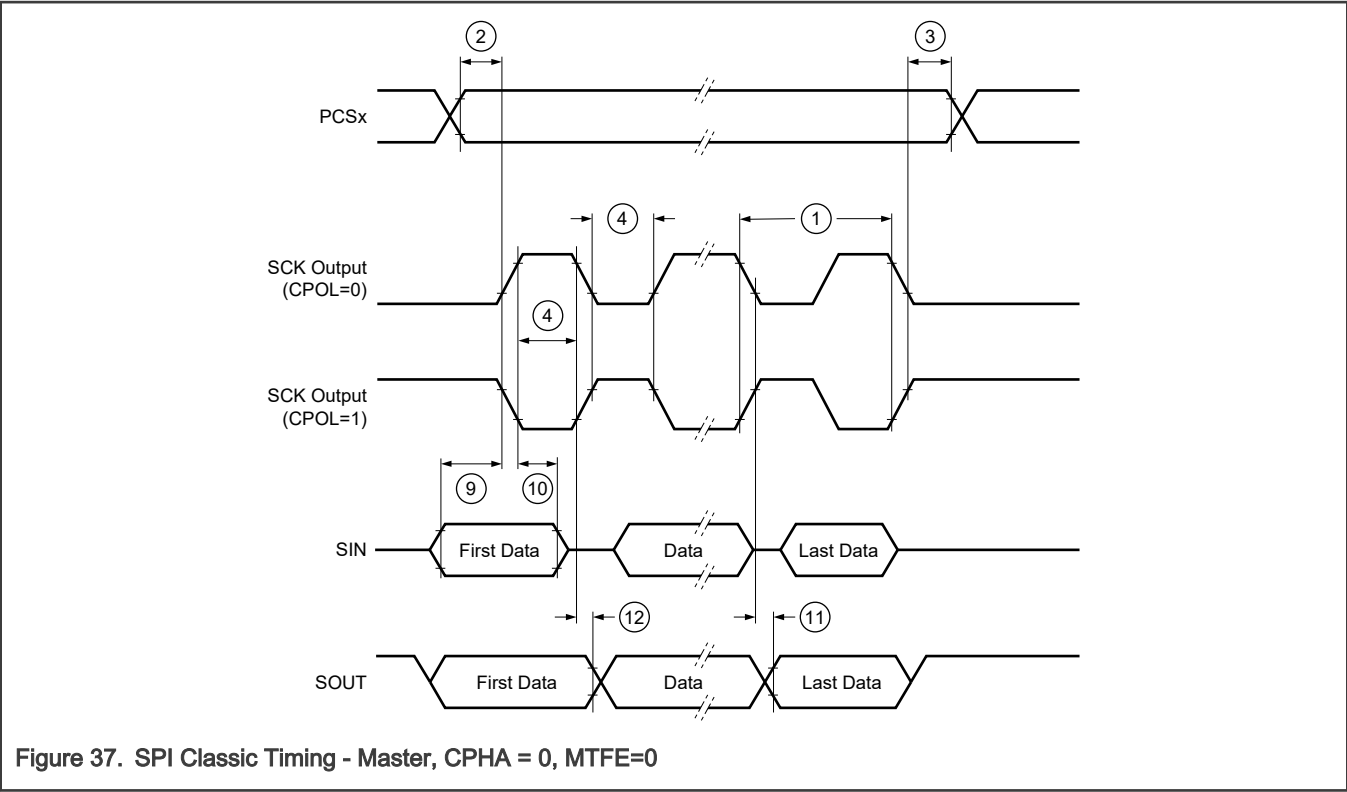 2
3
PCSx
4
1
SCK Output
(CPOL=0)
4
SCK Output
(CPOL=1)
9
10
SIN
First Data
Data
Last Data
12
11
SOUT
First Data
Data
Last Data
Figure 37. SPI Classic Timing - Master, CPHA = 0, MTFE=0